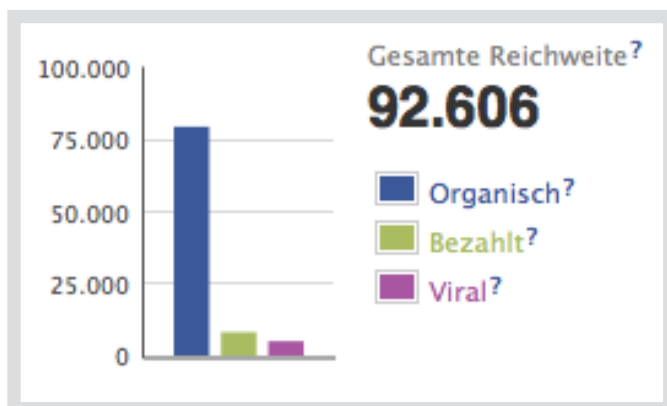 Gesamte Reichweite?
92.606
Organisch?
Bezahlt?
Viral?
100.000
75.000
50.000
25.000
0